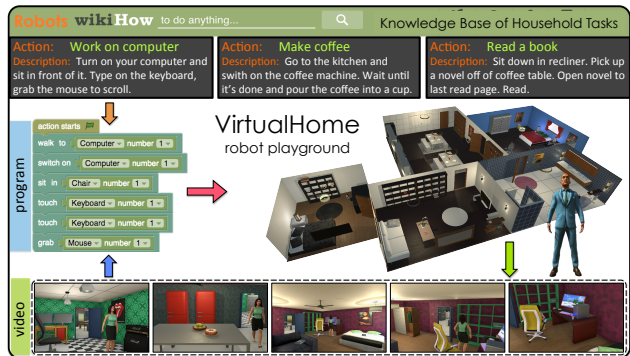 Robots wikiHow to do anything... Knowledge Base of Household Tasks
Action: Work on computer
Description: Turn on your computer and
sit in front of it. Type on the keyboard,
grab the mouse to scroll.
Action: Make coffee
Description: Go to the kitchen and
swith on the coffee machine. Wait until
it's done and pour the coffee into a cup.
Action: Read a book
Description: Sit down in recliner. Pick up
a novel off of coffee table. Open novel to
last read page. Read.
program
action starts
walk to Computer number 1
switch on Computer number 1
sit in Chair number 1
touch Keyboard number 1
touch Keyboard number 1
grab Mouse number 1
VirtualHome
robot playground
video